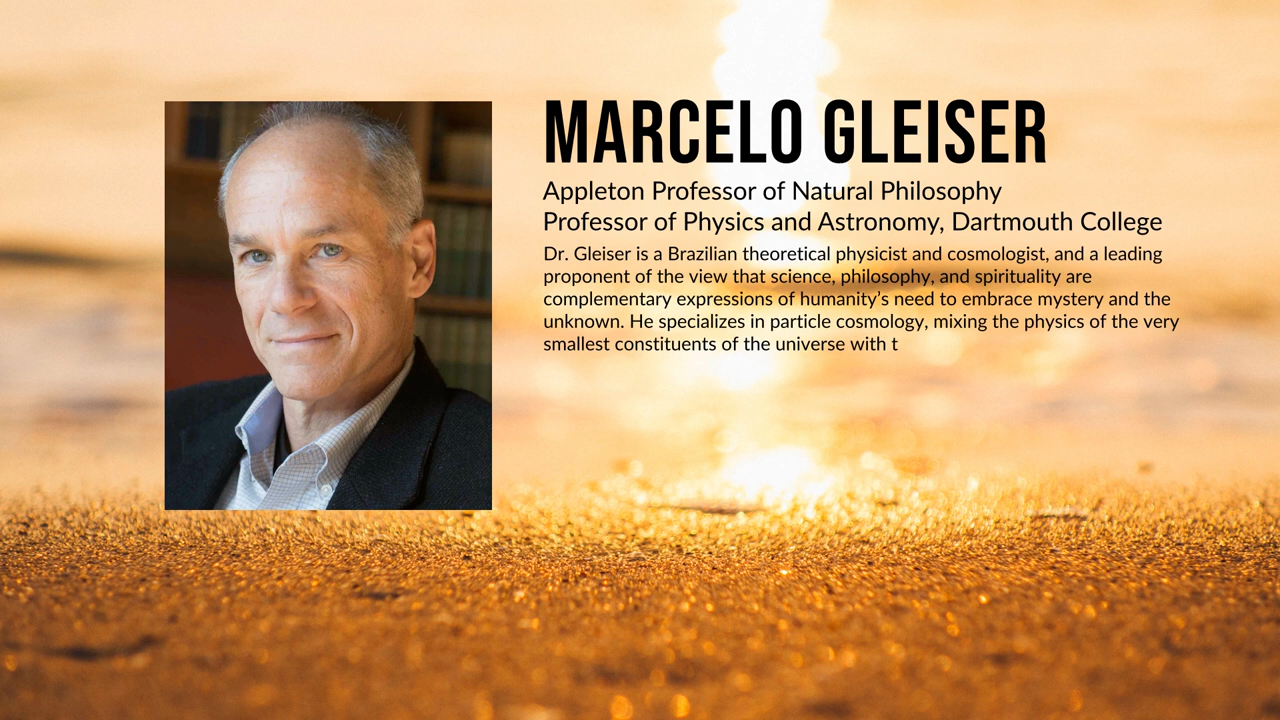 MARCELO GLEISER
Appleton Professor of Natural Philosophy
Professor of Physics and Astronomy, Dartmouth College
Dr. Gleiser is a Brazilian theoretical physicist and cosmologist, and a leading
proponent of the view that science, philosophy, and spirituality are
complementary expressions of humanity’s need to embrace mystery and the
unknown. He specializes in particle cosmology, mixing the physics of the very
smallest constituents of the universe with t